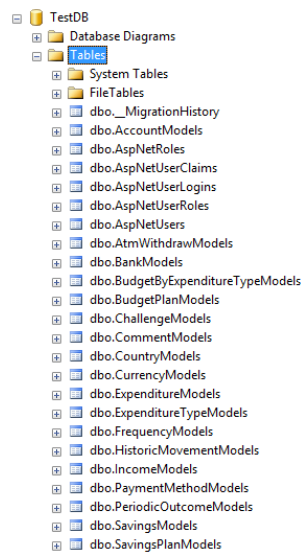 TestDB
Database Diagrams
Tables
System Tables
FileTables
dbo.__MigrationHistory
dbo.AccountModels
dbo.AspNetRoles
dbo.AspNetUserClaims
dbo.AspNetUserLogins
dbo.AspNetUserRoles
dbo.AspNetUsers
dbo.AtmWithdrawModels
dbo.BankModels
dbo.BudgetByExpenditureTypeModels
dbo.BudgetPlanModels
dbo.ChallengeModels
dbo.CommentModels
dbo.CountryModels
dbo.CurrencyModels
dbo.ExpenditureModels
dbo.ExpenditureTypeModels
dbo.FrequencyModels
dbo.HistoricMovementModels
dbo.IncomeModels
dbo.PaymentMethodModels
dbo.PeriodicOutcomeModels
dbo.SavingsModels
dbo.SavingsPlanModels